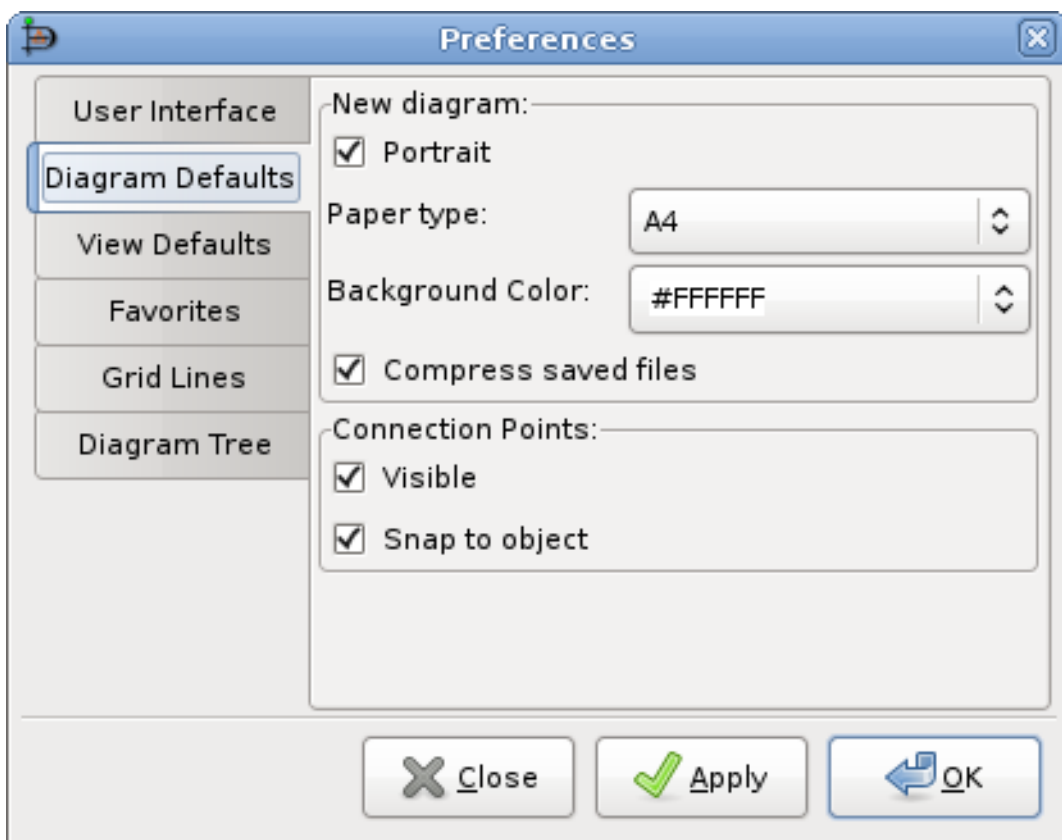 Preferences
User Interface
Diagram Defaults
View Defaults
Favorites
Grid Lines
Diagram Tree
New diagram:
Portrait
Paper type: A4
Background Color: #FFFFFF
Compress saved files
Connection Points:
Visible
Snap to object
Close Apply OK